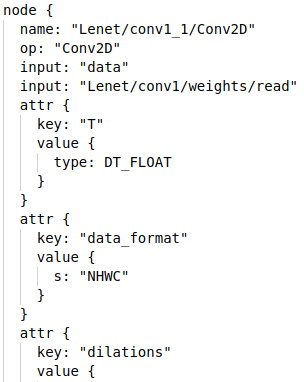 node {
  name: "Lenet/conv1_1/Conv2D"
  op: "Conv2D"
  input: "data"
  input: "Lenet/conv1/weights/read"
  attr {
    key: "T"
    value {
      type: DT_FLOAT
    }
  }
  attr {
    key: "data_format"
    value {
      s: "NHWC"
    }
  }
  attr {
    key: "dilations"
    value {